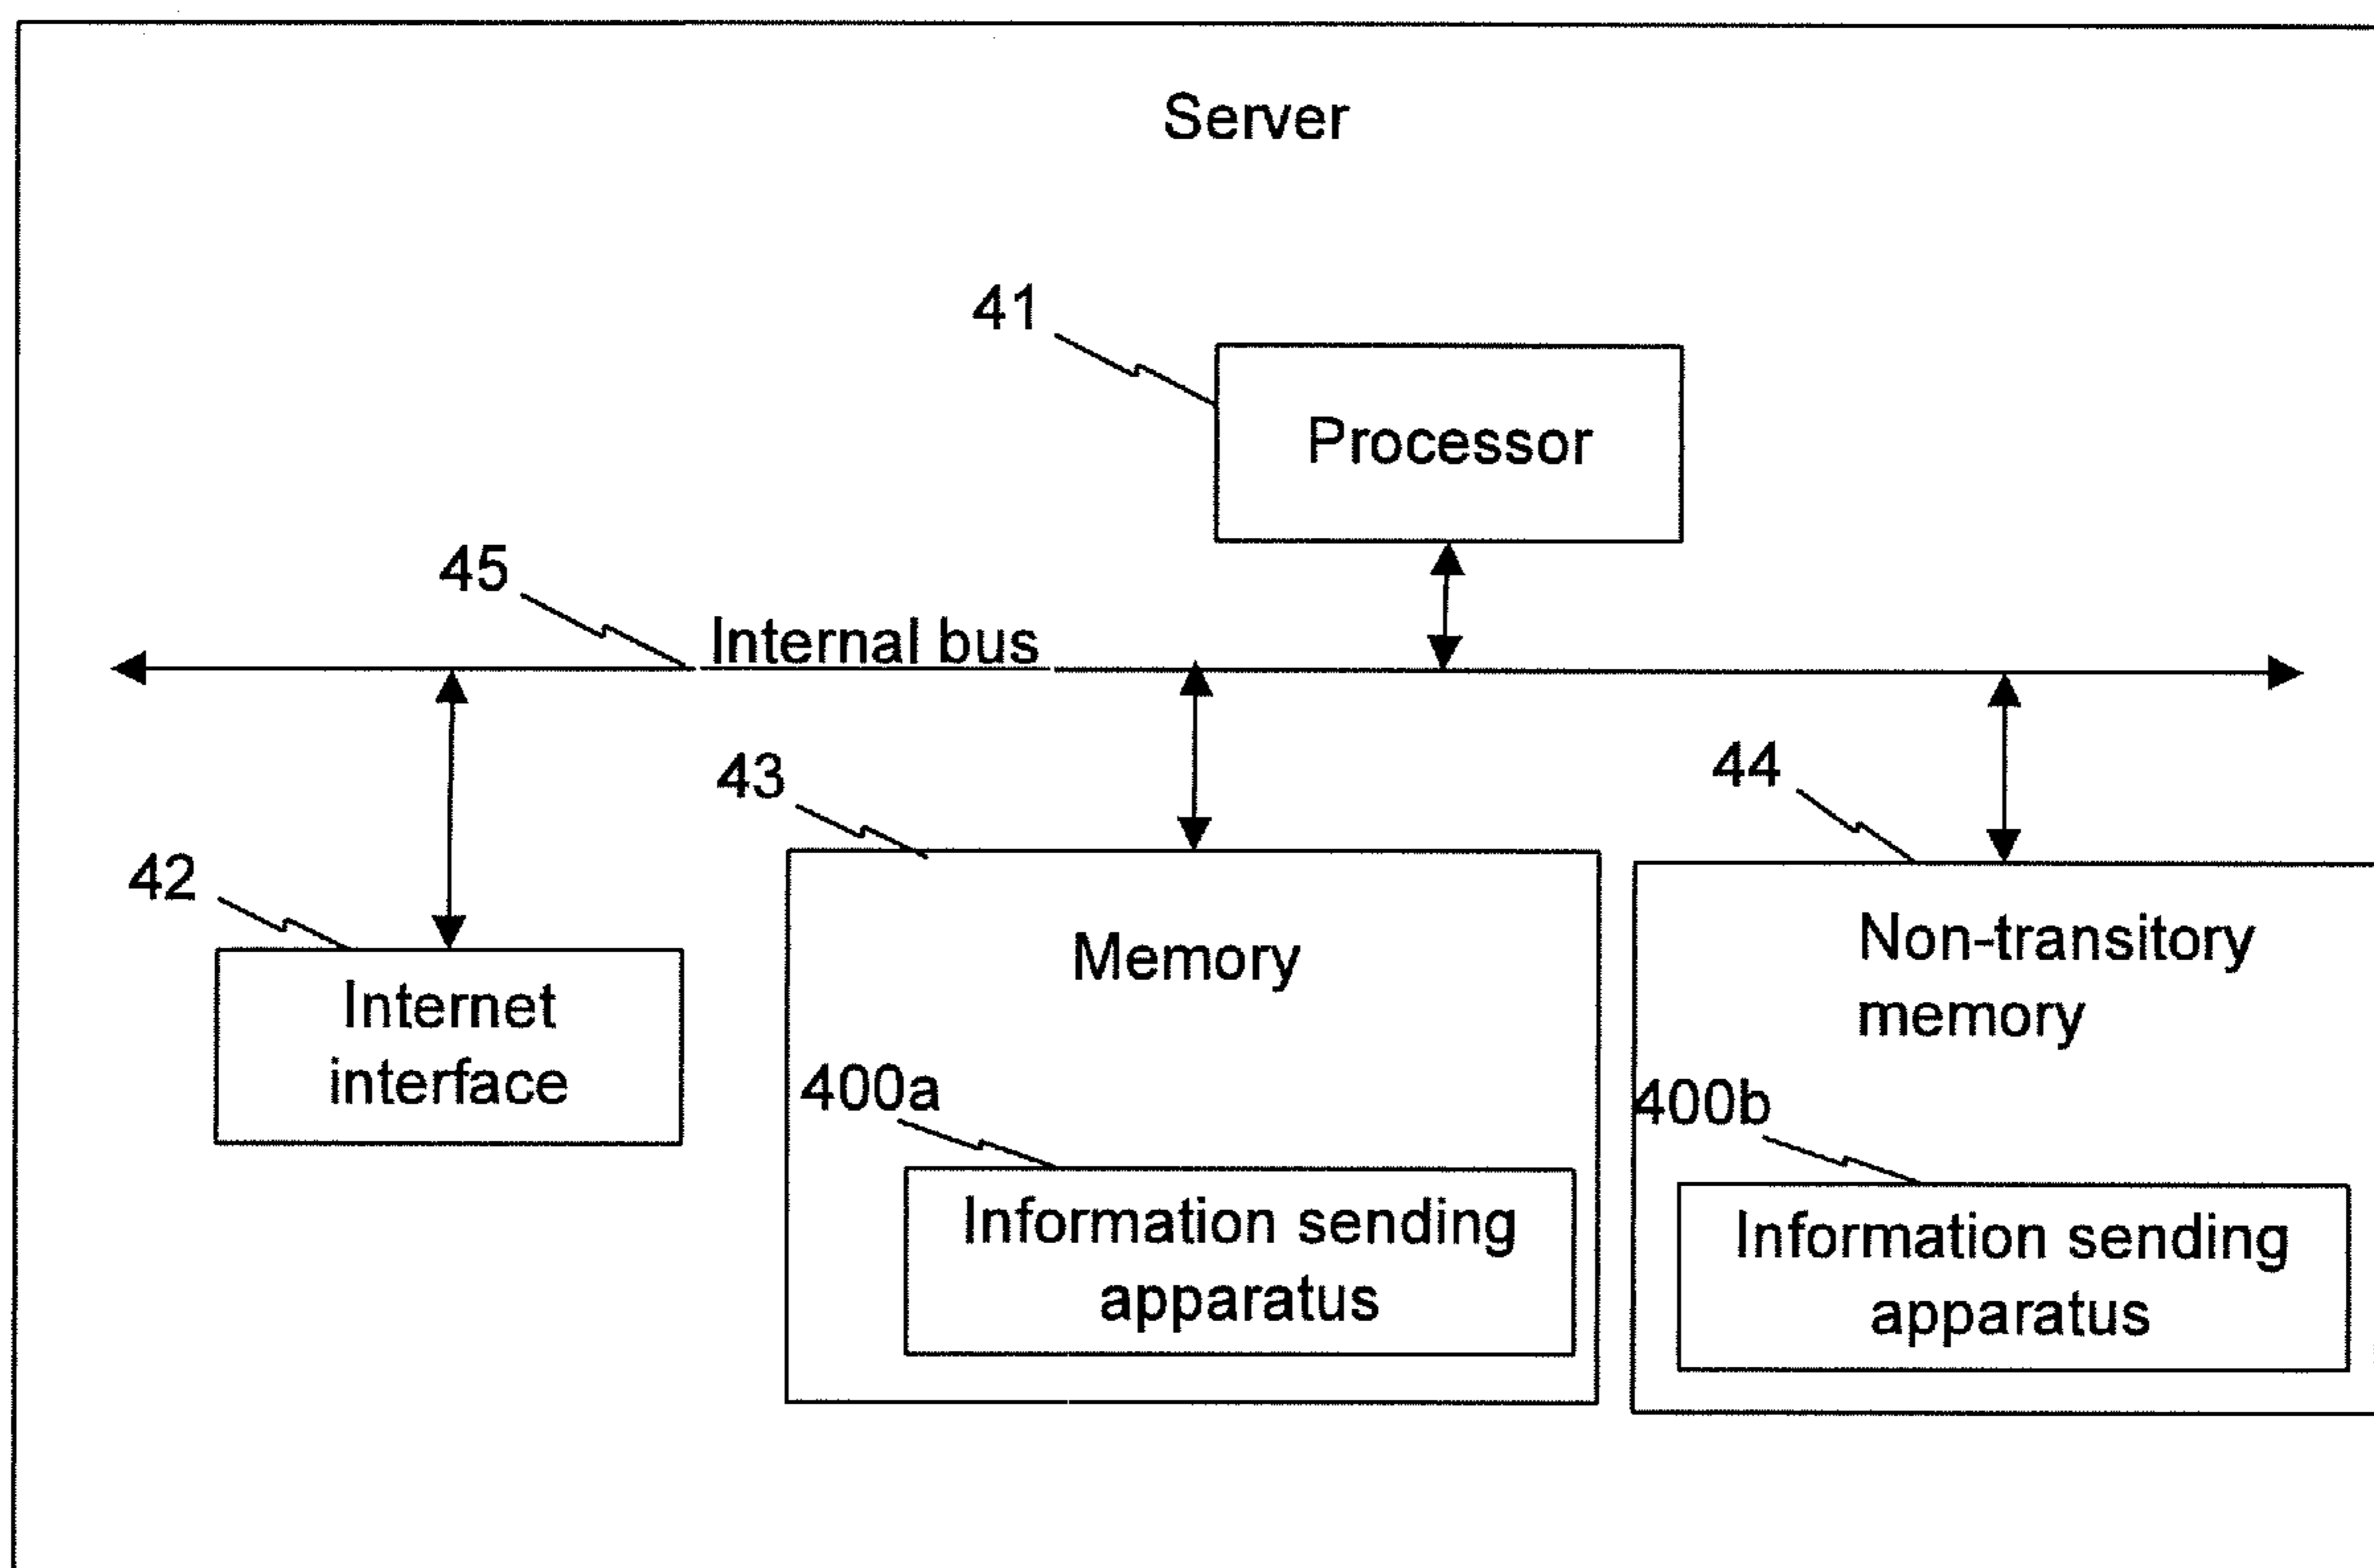 Server
41
Processor
45
Internal bus
43
44
42
Internet
interface
Memory
Non-transitory
memory
400a
400b
Information sending
apparatus
Information sending
apparatus